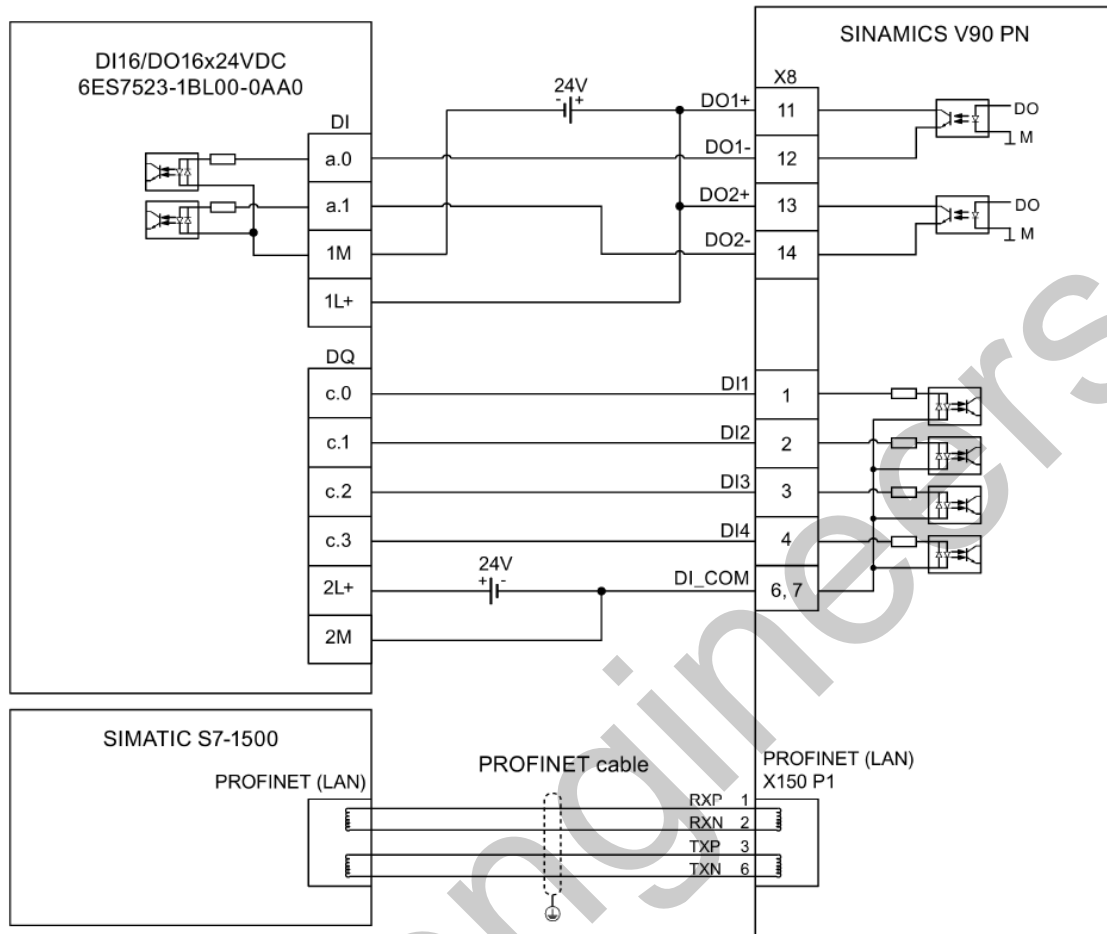 DI16/DO16x24VDC
6ES7523-1BL00-0AA0
SINAMICS V90 PN
24V
- +
X8
DI
DO1+ 11 DO
a.0 DO1- 12 M
a.1 DO2+ 13 DO
1M DO2- 14 M
1L+
DQ
c.0 DI1 1
c.1 DI2 2
c.2 DI3 3
c.3 DI4 4
24V
2L+ + - DI_COM 6, 7
2M
SIMATIC S7-1500
PROFINET (LAN)
PROFINET cable
PROFINET (LAN)
X150 P1
RXP 1
RXN 2
TXP 3
TXN 6
engineers